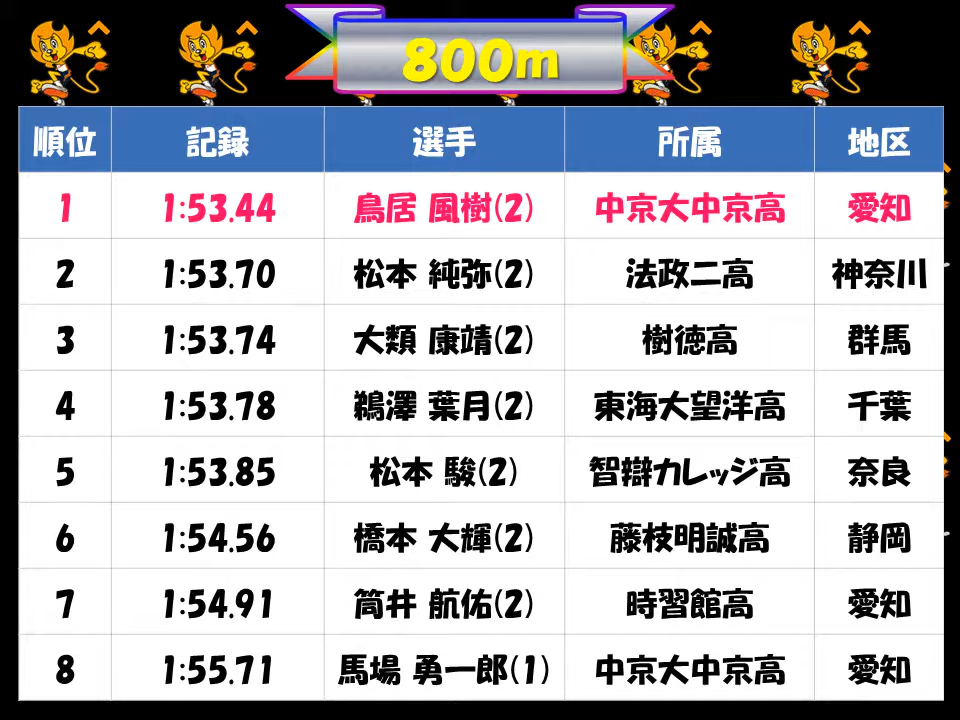 800m
順位 記録 選手 所属 地区
1 1:53.44 鳥居 風樹(2) 中京大中京高 愛知
2 1:53.70 松本 純弥(2) 法政二高 神奈川
3 1:53.74 大類 康靖(2) 樹徳高 群馬
4 1:53.78 鵜澤 葉月(2) 東海大望洋高 千葉
5 1:53.85 松本 駿(2) 智辯カレッジ高 奈良
6 1:54.56 橋本 大輝(2) 藤枝明誠高 静岡
7 1:54.91 筒井 航佑(2) 時習館高 愛知
8 1:55.71 馬場 勇一郎(1) 中京大中京高 愛知